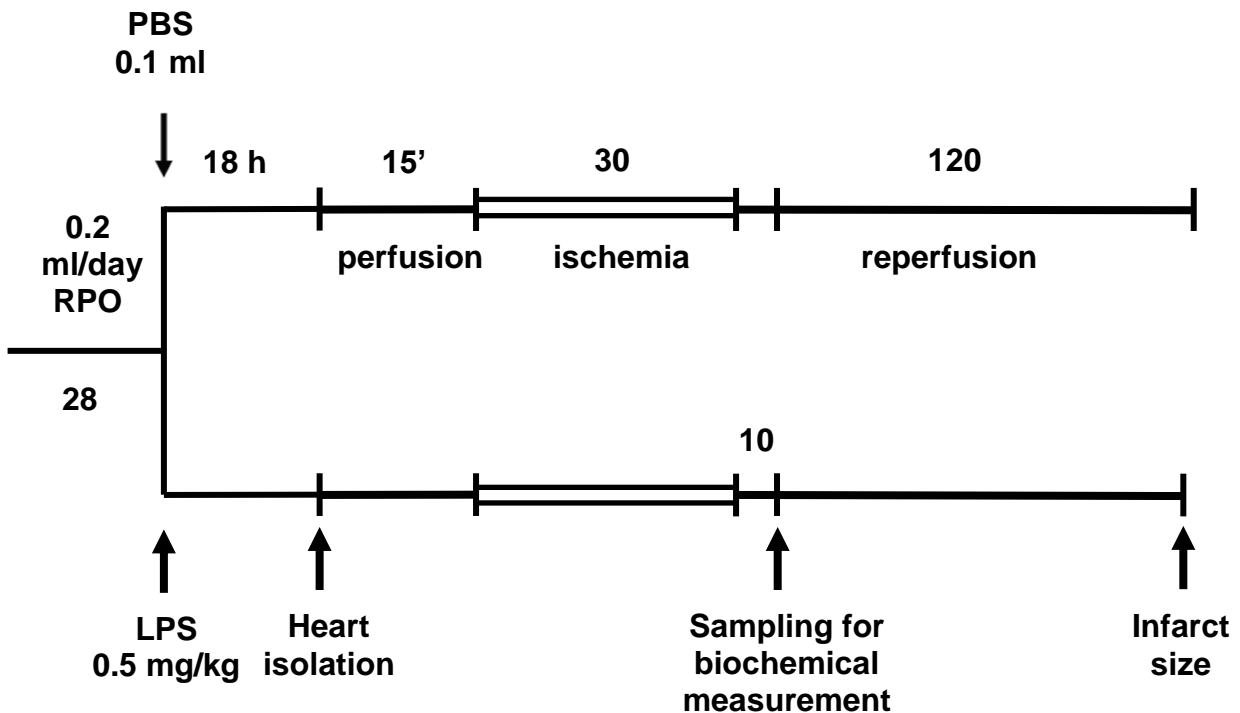 PBS
0.1 ml
18 h
15’
30
120
0.2
ml/day
RPO
perfusion
ischemia
reperfusion
28
10
LPS
0.5 mg/kg
Heart
isolation
Sampling for
biochemical
measurement
Infarct
size